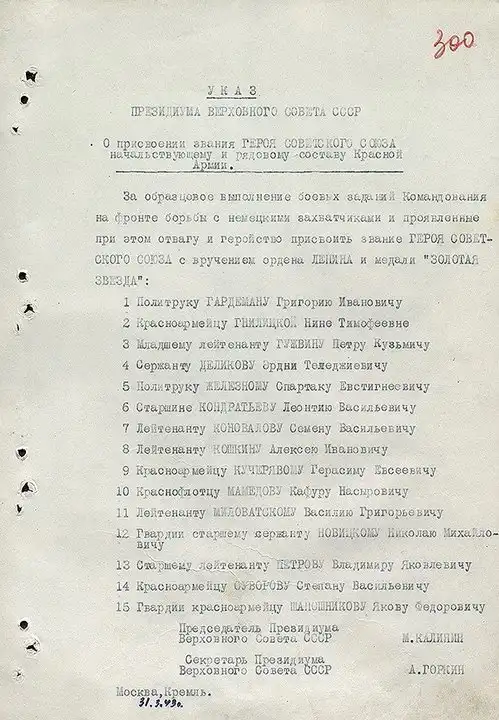 300
УКАЗ
ПРЕЗИДИУМА ВЕРХОВНОГО СОВЕТА СССР
О присвоении звания ГЕРОЯ СОВЕТСКОГО СОЮЗА
начальствующему и рядовому составу Красной
Армии.
За образцовое выполнение боевых заданий Командования
на фронте борьбы с немецкими захватчиками и проявленные
при этом отвагу и геройство присвоить звание ГЕРОЯ СОВЕТ-
СКОГО СОЮЗА с вручением ордена ЛЕНИНА и медали "ЗОЛОТАЯ
ЗВЕЗДА":
1 Политруку ГАРДЕМАНУ Григорию Ивановичу
2 Красноармейцу ГНИЛИЦКОЙ Нине Тимофеевне
3 Младшему лейтенанту ГУЖВИНУ Петру Кузьмичу
4 Сержанту ДЕЛИКОВУ Эрдни Теледжиевичу
5 Политруку ЖЕЛЕЗНОМУ Спартаку Евстигнеевичу
6 Старшине КОНДРАТЬЕВУ Леонтию Васильевичу
7 Лейтенанту КОНОВАЛОВУ Семену Васильевичу
8 Лейтенанту КОШКИНУ Алексею Ивановичу
9 Красноармейцу КУЧЕРЯВОМУ Герасиму Евсеевичу
10 Краснофлотцу МАМЕДОВУ Кафуру Насыровичу
11 Лейтенанту МИЛОВАТСКОМУ Василию Григорьевичу
12 Гвардии старшему сержанту НОВИЦКОМУ Николаю Михайло-
вичу
13 Старшему лейтенанту ПЕТРОВУ Владимиру Яковлевичу
14 Красноармейцу СУВОРОВУ Степану Васильевичу
15 Гвардии красноармейцу ШАПОШНИКОВУ Якову Федоровичу
Председатель Президиума
Верховного Совета СССР М.КАЛИНИН
Секретарь Президиума
Верховного Совета СССР А.ГОРКИН
Москва, Кремль.
31.3.43г.